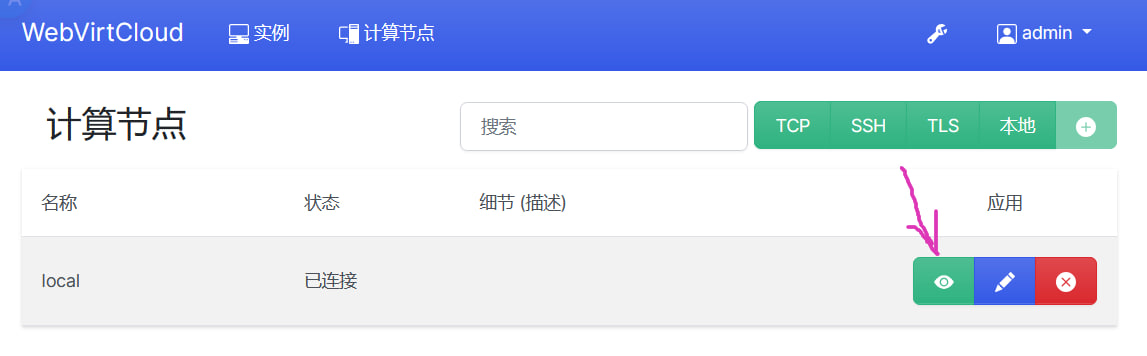 WebVirtCloud 实例 计算节点 admin
计算节点 搜索 TCP SSH TLS 本地
名称 状态 细节 (描述) 应用
local 已连接